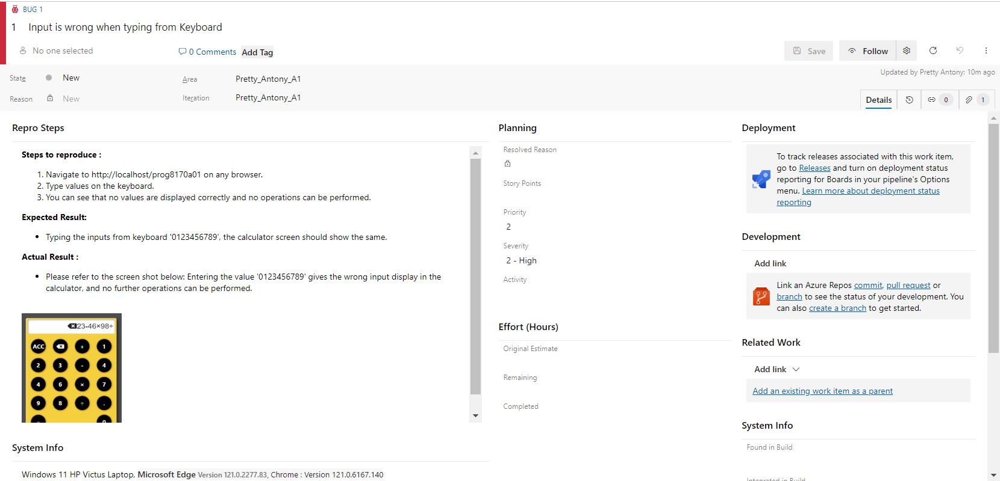 BUG 1
1 Input is wrong when typing from Keyboard
No one selected
0 Comments Add Tag
Save
Follow
State New
Area Pretty_Antony_A1
Updated by Pretty Antony: 10m ago
Reason New
Iteration Pretty_Antony_A1
Details
0
1
Repro Steps
Steps to reproduce :
1. Navigate to http://localhost/prog8170a01 on any browser.
2. Type values on the keyboard.
3. You can see that no values are displayed correctly and no operations can be performed.
Expected Result:
• Typing the inputs from keyboard '0123456789', the calculator screen should show the same.
Actual Result :
• Please refer to the screen shot below: Entering the value '0123456789' gives the wrong input display in the
calculator, and no further operations can be performed.
23-46×98÷
ACC + 1
2 3 - 4
4 6 × 7
9 8 ÷ .
= 0
System Info
Windows 11 HP Victus Laptop, Microsoft Edge Version 121.0.2277.83, Chrome : Version 121.0.6167.140
Planning
Resolved Reason
Story Points
Priority
2
Severity
2 - High
Activity
Effort (Hours)
Original Estimate
Remaining
Completed
Deployment
To track releases associated with this work item,
go to Releases and turn on deployment status
reporting for Boards in your pipeline's Options
menu. Learn more about deployment status
reporting
Development
Add link
Link an Azure Repos commit, pull request or
branch to see the status of your development. You
can also create a branch to get started.
Related Work
Add link
Add an existing work item as a parent
System Info
Found in Build
Integrated in Build